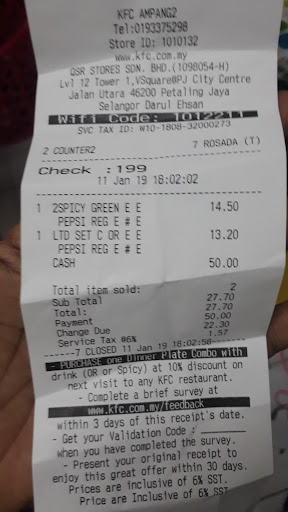 KFC AMPANG2
Tel:0193375298
Store ID: 1010132
www.kfc.com.my
QSR STORES SDN. BHD.(1098054-H)
Lvl 12 Tower 1,VSquare@PJ City Centre
Jalan Utara 46200 Petaling Jaya
Selangor Darul Ehsan
Wifi Code: 1012211
SVC TAX ID: W10-1808-32000273
2 COUNTER2 7 ROSADA (T)
Check :199
11 Jan 19 18:02:02
1 2SPICY GREEN E E 14.50
PEPSI REG E # E
1 LTD SET C OR E E 13.20
PEPSI REG E # E
CASH 50.00
Total item sold: 2
Sub Total 27.70
Total: 27.70
Payment 50.00
Change Due 22.30
Service Tax @6% 1.57
------7 CLOSED 11 Jan 19 18:02:58------
- PURCHASE one Dinner Plate Combo with
drink (OR or Spicy) at 10% discount on
next visit to any KFC restaurant.
- Complete a brief survey at
www.kfc.com.my/feedback
within 3 days of this receipt's date.
- Get your Validation Code :
when you have completed the survey.
- Present your original receipt to
enjoy this great offer within 30 days.
Prices are inclusive of 6% SST.
Price are Inclusive of 6% SST